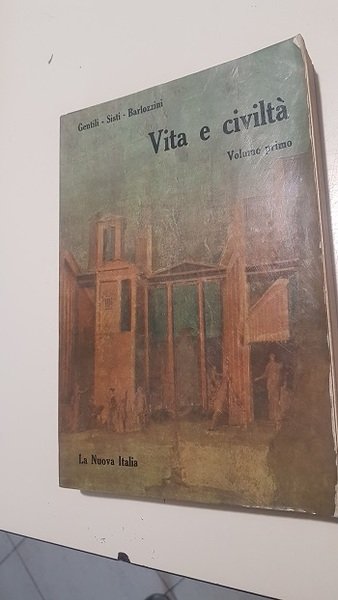 Gentili - Sisti - Barlozzini
Vita e civiltà
Volume primo
La Nuova Italia